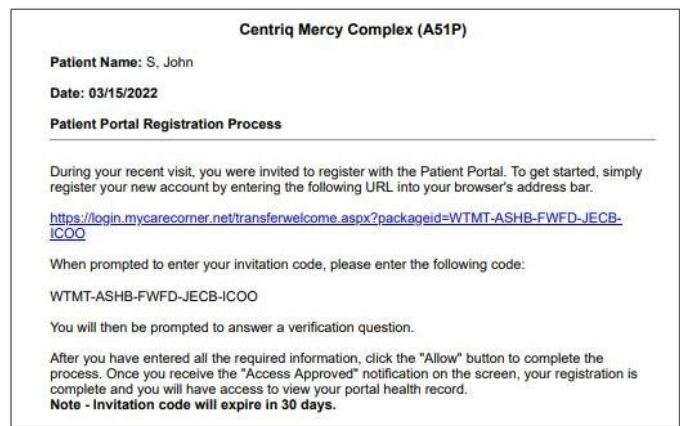 Centriq Mercy Complex (A51P)
Patient Name: S, John
Date: 03/15/2022
Patient Portal Registration Process
During your recent visit, you were invited to register with the Patient Portal. To get started, simply
register your new account by entering the following URL into your browser's address bar.
https://login.mycarecorner.net/transferwelcome.aspx?packageid=WTMT-ASHB-FWFD-JECB-
ICOO
When prompted to enter your invitation code, please enter the following code:
WTMT-ASHB-FWFD-JECB-ICOO
You will then be prompted to answer a verification question.
After you have entered all the required information, click the "Allow" button to complete the
process. Once you receive the "Access Approved" notification on the screen, your registration is
complete and you will have access to view your portal health record.
Note - Invitation code will expire in 30 days.